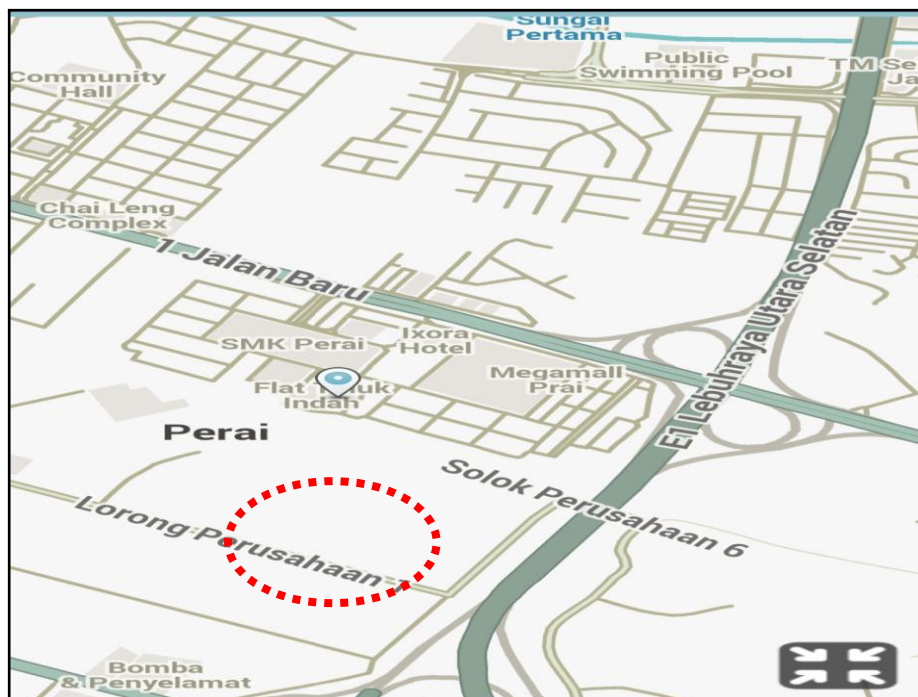 Sungai
Pertama
Public
Swimming Pool
TM Se
Ja
Community
Hall
Chai Leng
Complex
1 Jalan Baru
E1 Lebuhraya Utara Selatan
SMK Perai
Ixora
Hotel
Megamall
Prai
Flat
Indah
Perai
Solok Perusahaan 6
Lorong Perusahaan 1
Bomba
& Penyelamat